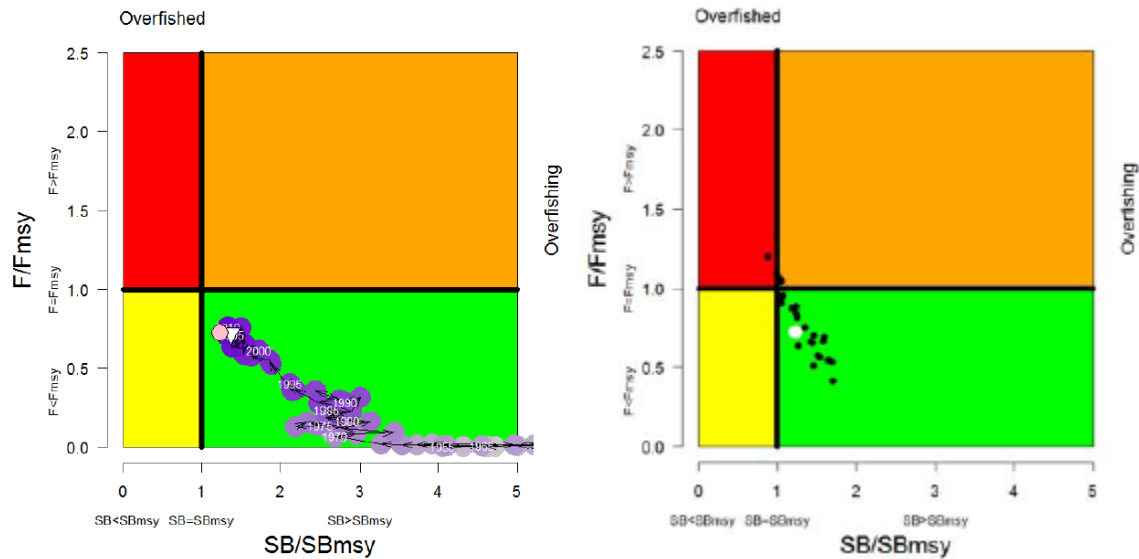 Overfished
2.5
2.0
1.5
1.0
0.5
0.0
F/Fmsy
F>Fmsy
F=Fmsy
F<Fmsy
Overfishing
2000
1995
1990
1985
1980
1975
1970
0 1 2 3 4 5
SB<SBmsy SB=SBmsy SB>SBmsy
SB/SBmsy
Overfished
2.5
2.0
1.5
1.0
0.5
0.0
F/Fmsy
F>Fmsy
F=Fmsy
F<Fmsy
Overfishing
0 1 2 3 4 5
SB<SBmsy SB=SBmsy SB>SBmsy
SB/SBmsy